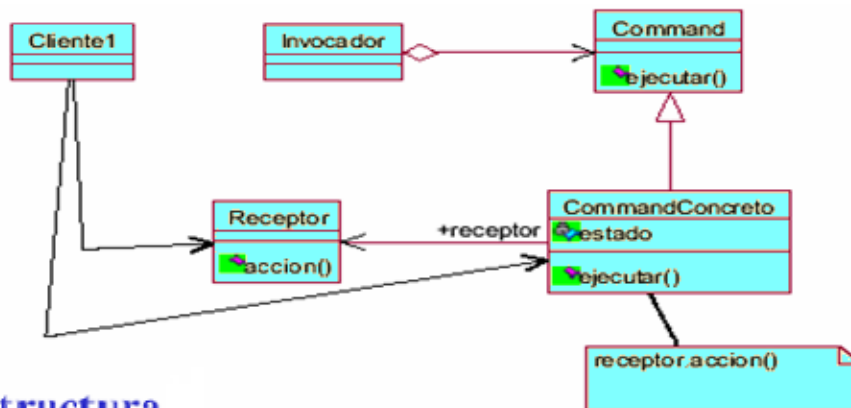 Cliente1
Invocador
Command
ejecutar()
Receptor
accion()
+receptor
CommandConcreto
estado
ejecutar()
receptor.accion()